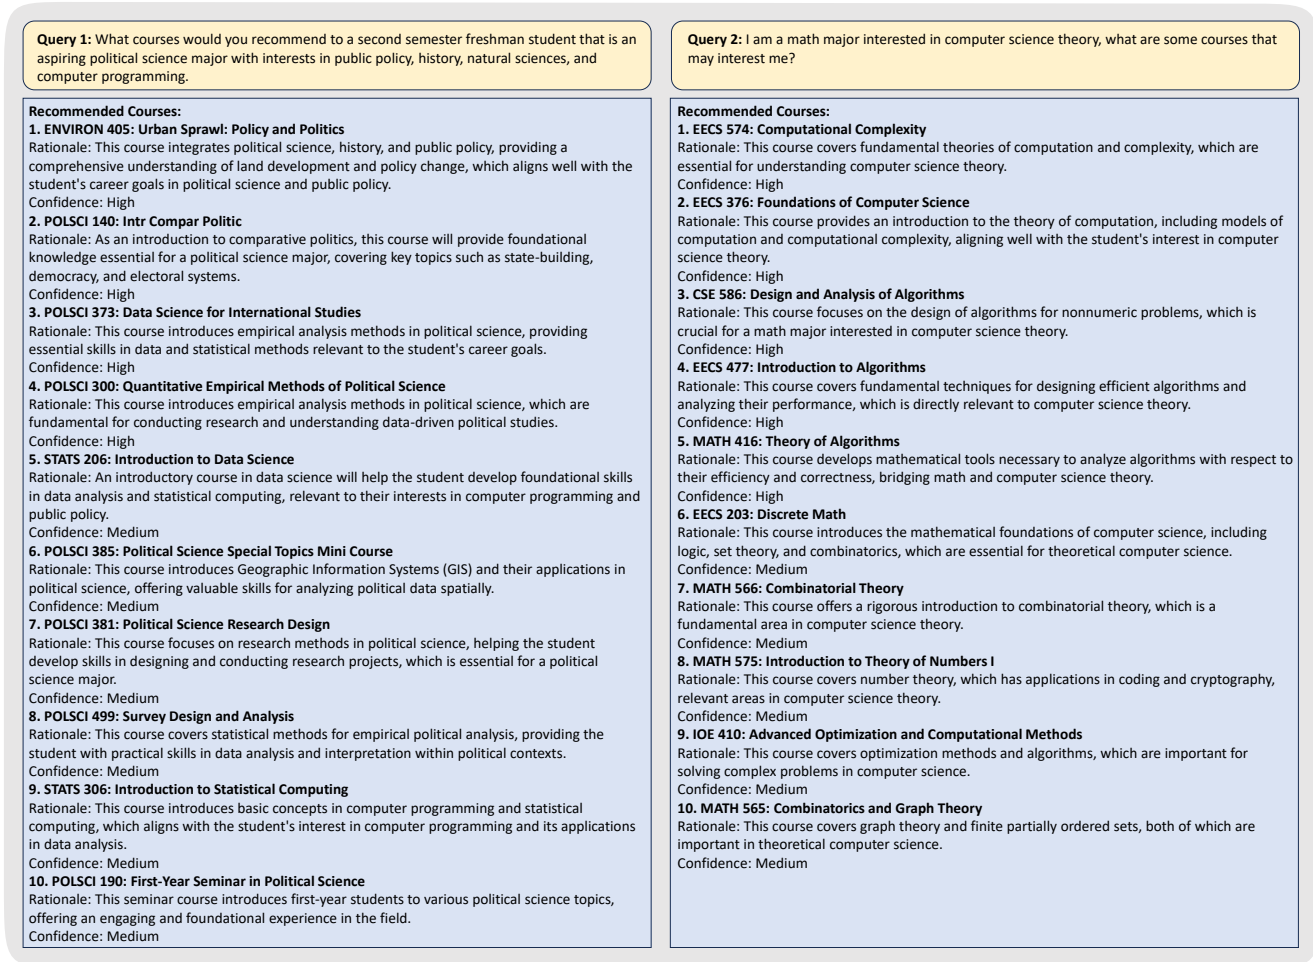 Query 1: What courses would you recommend to a second semester freshman student that is an
aspiring political science major with interests in public policy, history, natural sciences, and
computer programming.
Recommended Courses:
1. ENVIRON 405: Urban Sprawl: Policy and Politics
Rationale: This course integrates political science, history, and public policy, providing a
comprehensive understanding of land development and policy change, which aligns well with the
student's career goals in political science and public policy.
Confidence: High
2. POLSCI 140: Intr Compar Politic
Rationale: As an introduction to comparative politics, this course will provide foundational
knowledge essential for a political science major, covering key topics such as state-building,
democracy, and electoral systems.
Confidence: High
3. POLSCI 373: Data Science for International Studies
Rationale: This course introduces empirical analysis methods in political science, providing
essential skills in data and statistical methods relevant to the student's career goals.
Confidence: High
4. POLSCI 300: Quantitative Empirical Methods of Political Science
Rationale: This course introduces empirical analysis methods in political science, which are
fundamental for conducting research and understanding data-driven political studies.
Confidence: High
5. STATS 206: Introduction to Data Science
Rationale: An introductory course in data science will help the student develop foundational skills
in data analysis and statistical computing, relevant to their interests in computer programming and
public policy.
Confidence: Medium
6. POLSCI 385: Political Science Special Topics Mini Course
Rationale: This course introduces Geographic Information Systems (GIS) and their applications in
political science, offering valuable skills for analyzing political data spatially.
Confidence: Medium
7. POLSCI 381: Political Science Research Design
Rationale: This course focuses on research methods in political science, helping the student
develop skills in designing and conducting research projects, which is essential for a political
science major.
Confidence: Medium
8. POLSCI 499: Survey Design and Analysis
Rationale: This course covers statistical methods for empirical political analysis, providing the
student with practical skills in data analysis and interpretation within political contexts.
Confidence: Medium
9. STATS 306: Introduction to Statistical Computing
Rationale: This course introduces basic concepts in computer programming and statistical
computing, which aligns with the student's interest in computer programming and its applications
in data analysis.
Confidence: Medium
10. POLSCI 190: First-Year Seminar in Political Science
Rationale: This seminar course introduces first-year students to various political science topics,
offering an engaging and foundational experience in the field.
Confidence: Medium
Query 2: I am a math major interested in computer science theory, what are some courses that
may interest me?
Recommended Courses:
1. EECS 574: Computational Complexity
Rationale: This course covers fundamental theories of computation and complexity, which are
essential for understanding computer science theory.
Confidence: High
2. EECS 376: Foundations of Computer Science
Rationale: This course provides an introduction to the theory of computation, including models of
computation and computational complexity, aligning well with the student's interest in computer
science theory.
Confidence: High
3. CSE 586: Design and Analysis of Algorithms
Rationale: This course focuses on the design of algorithms for nonnumeric problems, which is
crucial for a math major interested in computer science theory.
Confidence: High
4. EECS 477: Introduction to Algorithms
Rationale: This course covers fundamental techniques for designing efficient algorithms and
analyzing their performance, which is directly relevant to computer science theory.
Confidence: High
5. MATH 416: Theory of Algorithms
Rationale: This course develops mathematical tools necessary to analyze algorithms with respect to
their efficiency and correctness, bridging math and computer science theory.
Confidence: High
6. EECS 203: Discrete Math
Rationale: This course introduces the mathematical foundations of computer science, including
logic, set theory, and combinatorics, which are essential for theoretical computer science.
Confidence: Medium
7. MATH 566: Combinatorial Theory
Rationale: This course offers a rigorous introduction to combinatorial theory, which is a
fundamental area in computer science theory.
Confidence: Medium
8. MATH 575: Introduction to Theory of Numbers I
Rationale: This course covers number theory, which has applications in coding and cryptography,
relevant areas in computer science theory.
Confidence: Medium
9. IOE 410: Advanced Optimization and Computational Methods
Rationale: This course covers optimization methods and algorithms, which are important for
solving complex problems in computer science.
Confidence: Medium
10. MATH 565: Combinatorics and Graph Theory
Rationale: This course covers graph theory and finite partially ordered sets, both of which are
important in theoretical computer science.
Confidence: Medium